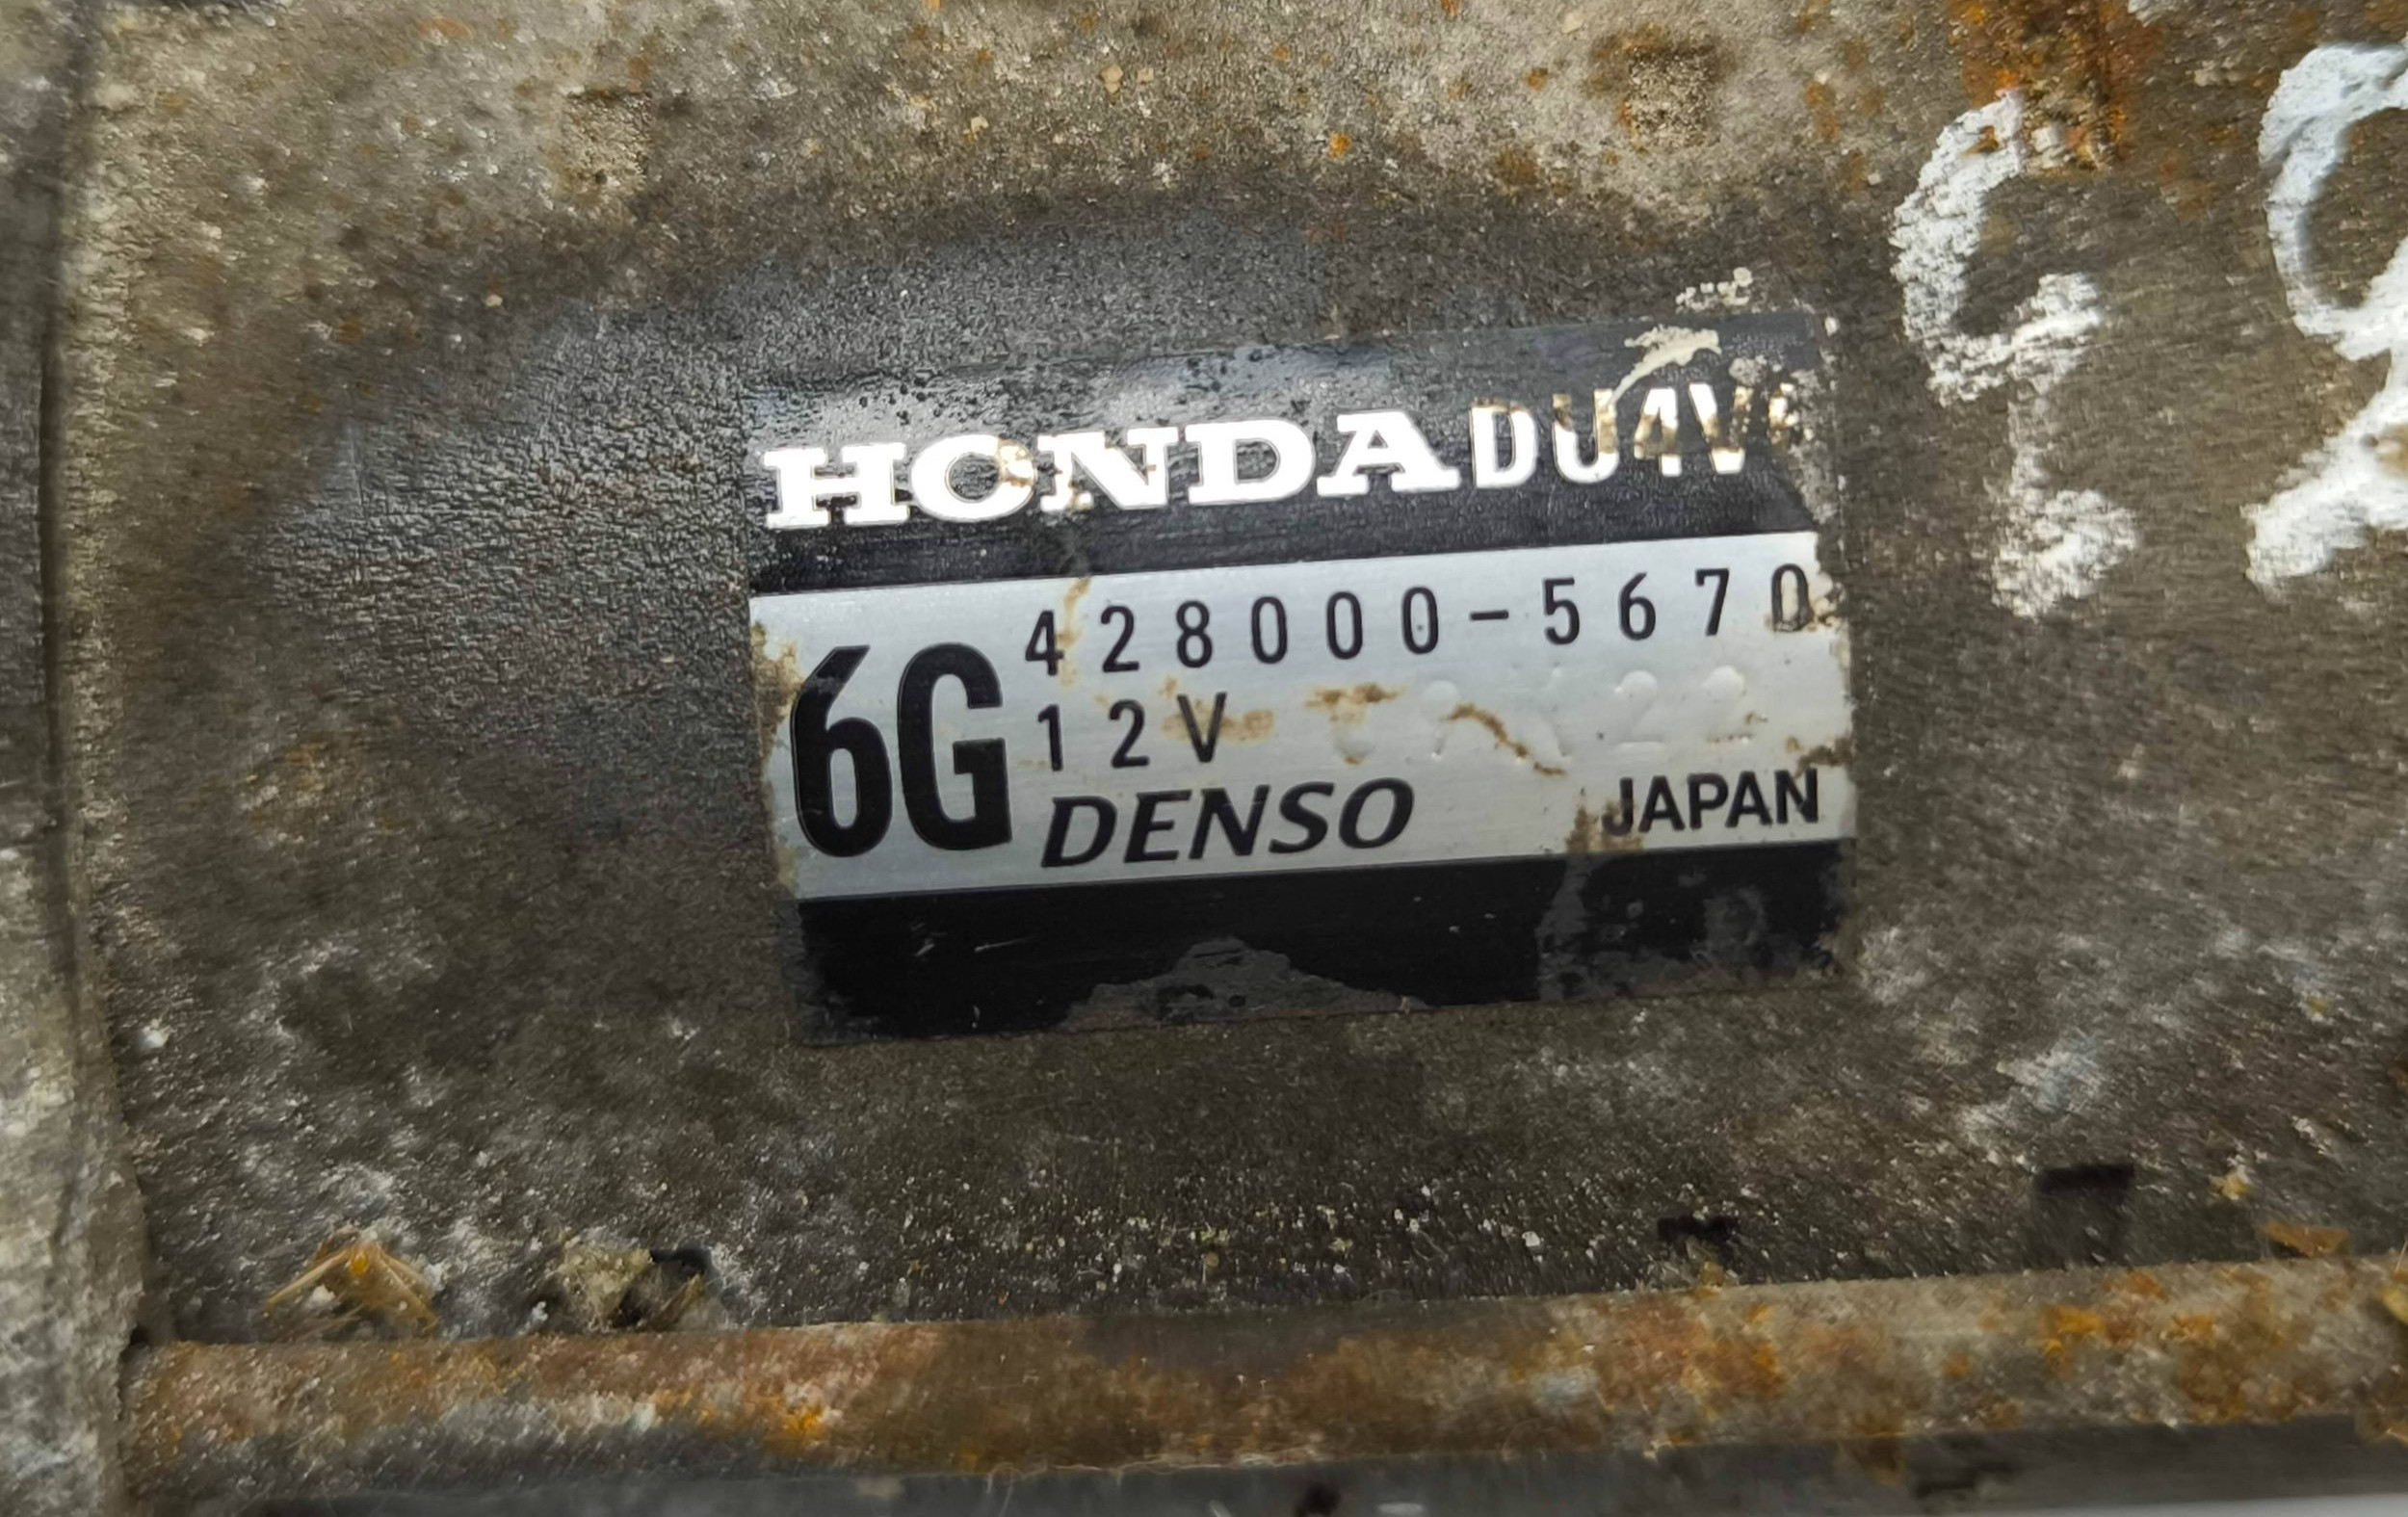 HONDA DU4V
428000-5670
6G
12V
DENSO JAPAN